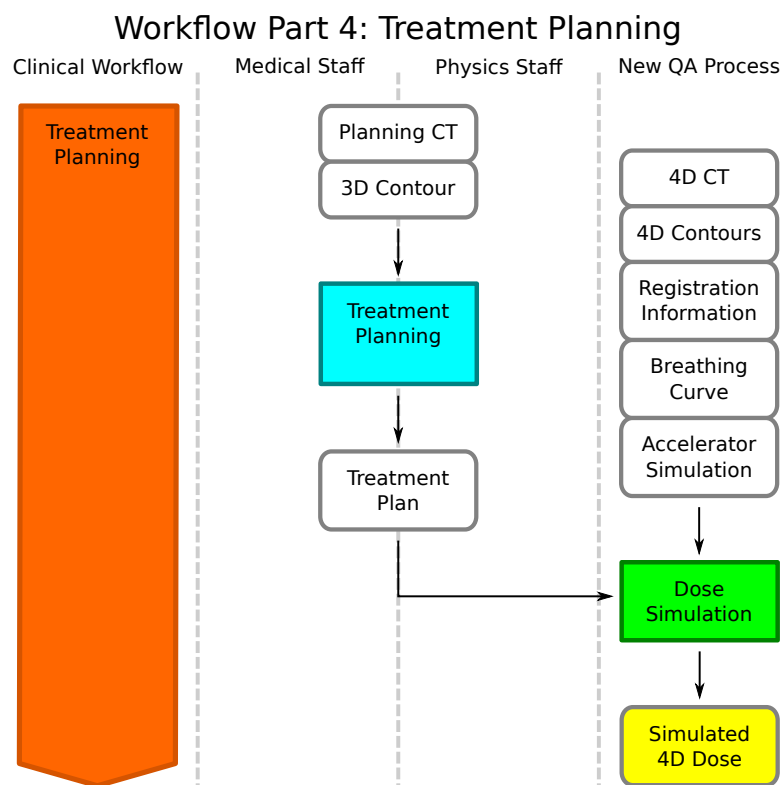 Workflow Part 4: Treatment Planning
Clinical Workflow
Medical Staff
Physics Staff
New QA Process
Treatment
Planning
Planning CT
3D Contour
Treatment
Planning
Treatment
Plan
4D CT
4D Contours
Registration
Information
Breathing
Curve
Accelerator
Simulation
Dose
Simulation
Simulated
4D Dose